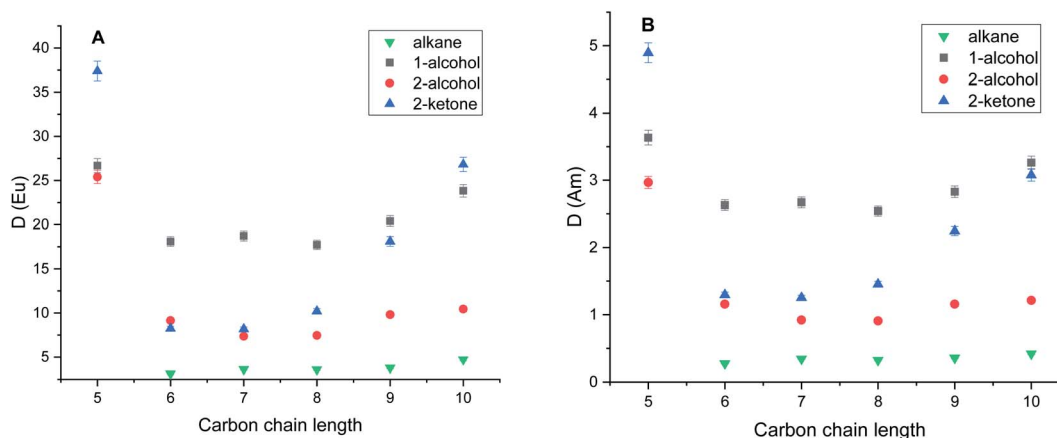 A
alkane
1-alcohol
2-alcohol
2-ketone
40
35
30
25
20
15
10
5
D (Eu)
5 6 7 8 9 10
Carbon chain length
B
alkane
1-alcohol
2-alcohol
2-ketone
5
4
3
2
1
0
D (Am)
5 6 7 8 9 10
Carbon chain length